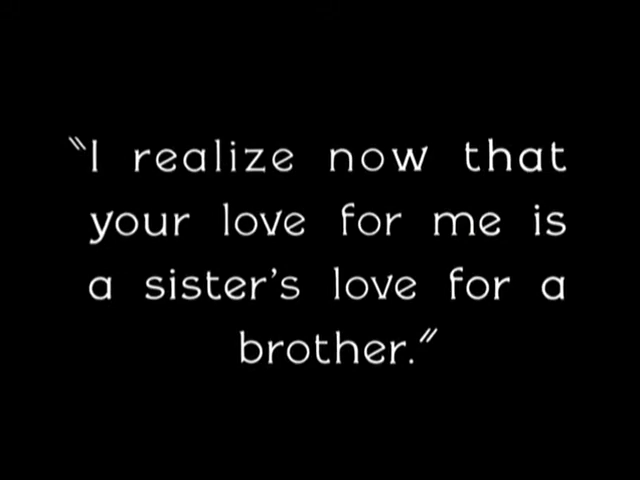 "I realize now that
your love for me is
a sister's love for a
brother."